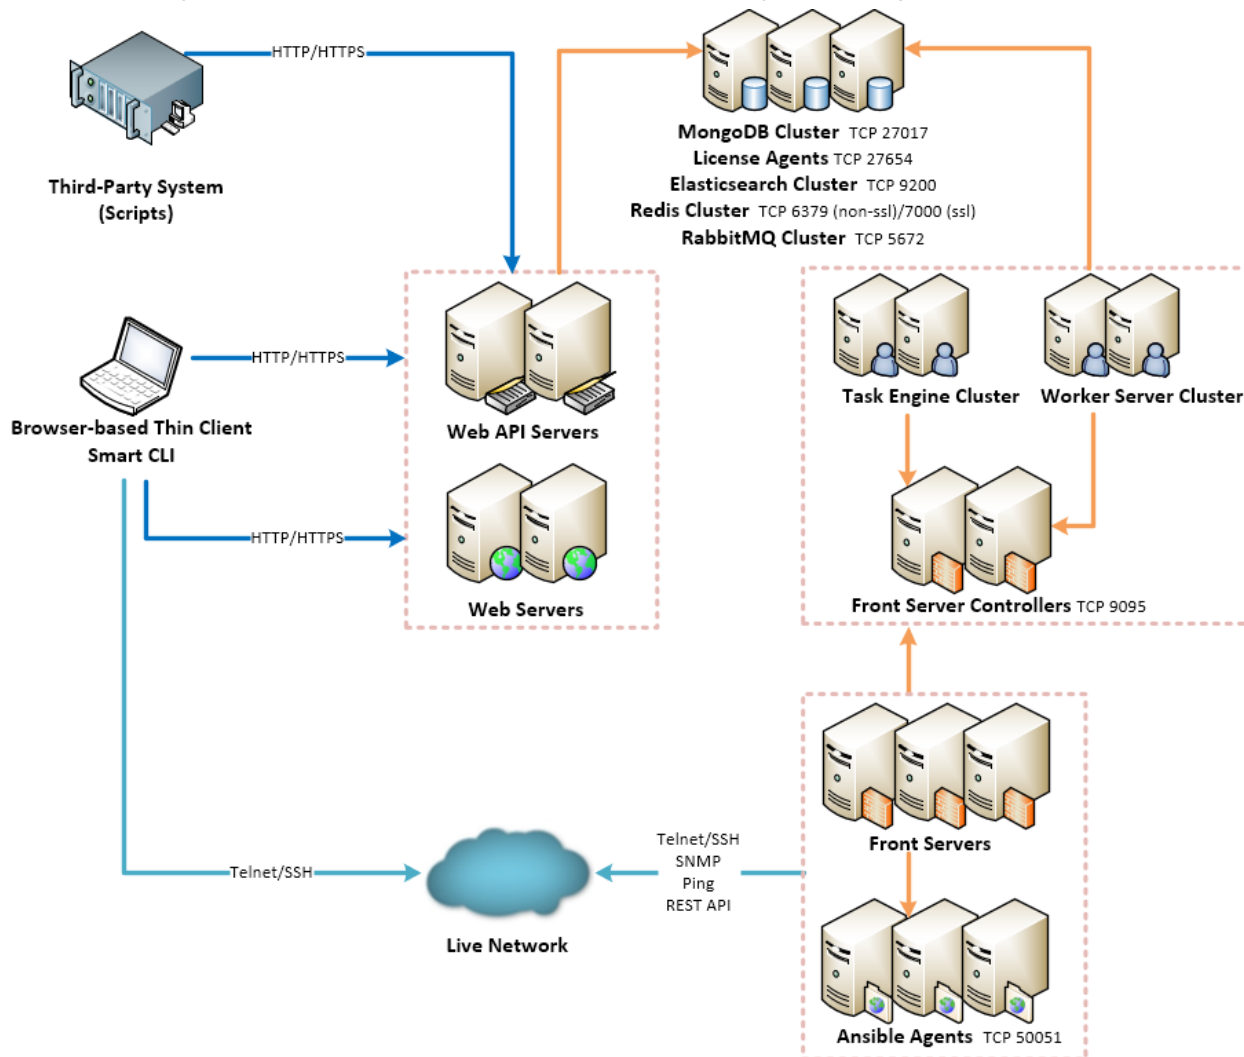 HTTP/HTTPS
MongoDB Cluster TCP 27017
License Agents TCP 27654
Elasticsearch Cluster TCP 9200
Redis Cluster TCP 6379 (non-ssl)/7000 (ssl)
RabbitMQ Cluster TCP 5672
Third-Party System
(Scripts)
HTTP/HTTPS
Browser-based Thin Client
Smart CLI
Web API Servers
Task Engine Cluster
Worker Server Cluster
HTTP/HTTPS
Web Servers
Front Server Controllers TCP 9095
Front Servers
Telnet/SSH
Telnet/SSH
SNMP
Ping
REST API
Live Network
Ansible Agents TCP 50051